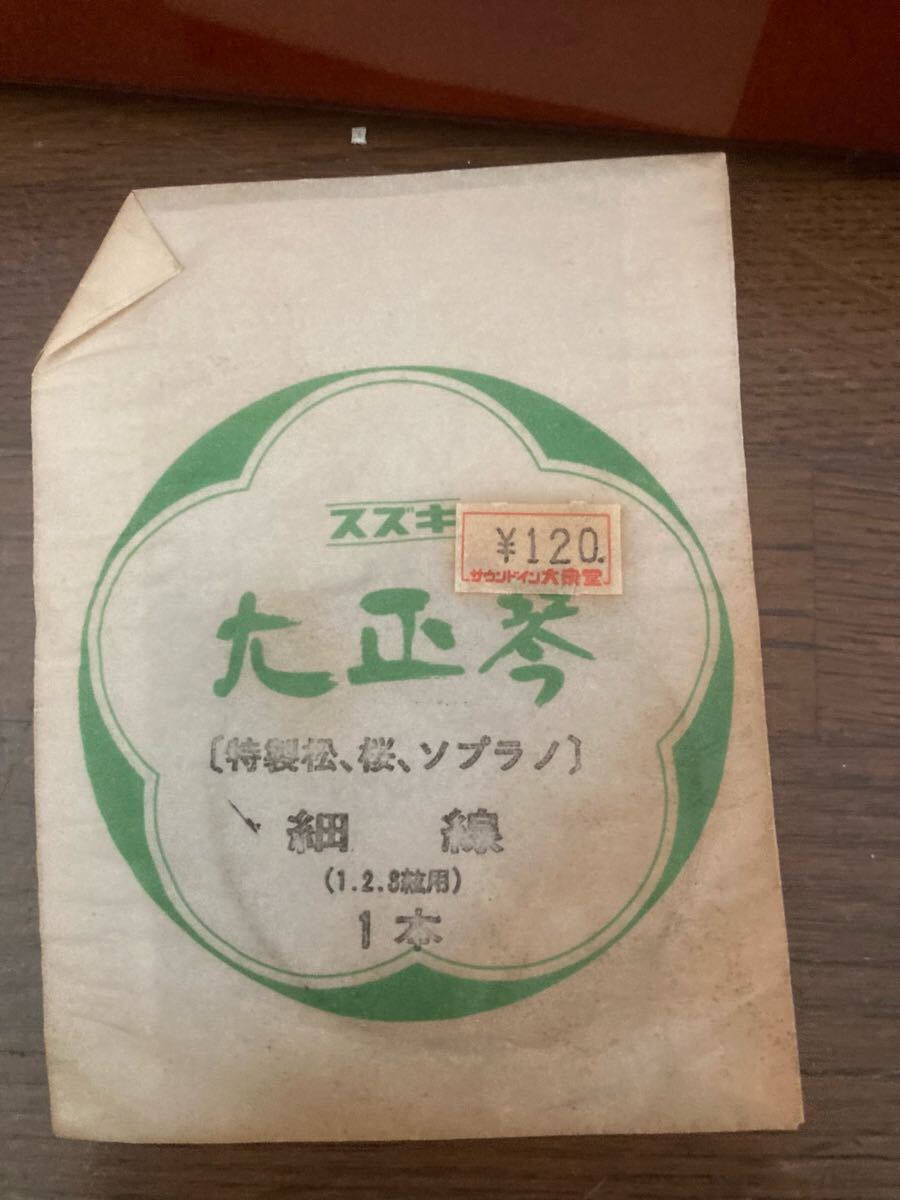 スズキ
¥120.
サウンドイン大衆堂
大正琴
〔特製松、桜、ソプラノ〕
細線
(1.2.3絃用)
1本